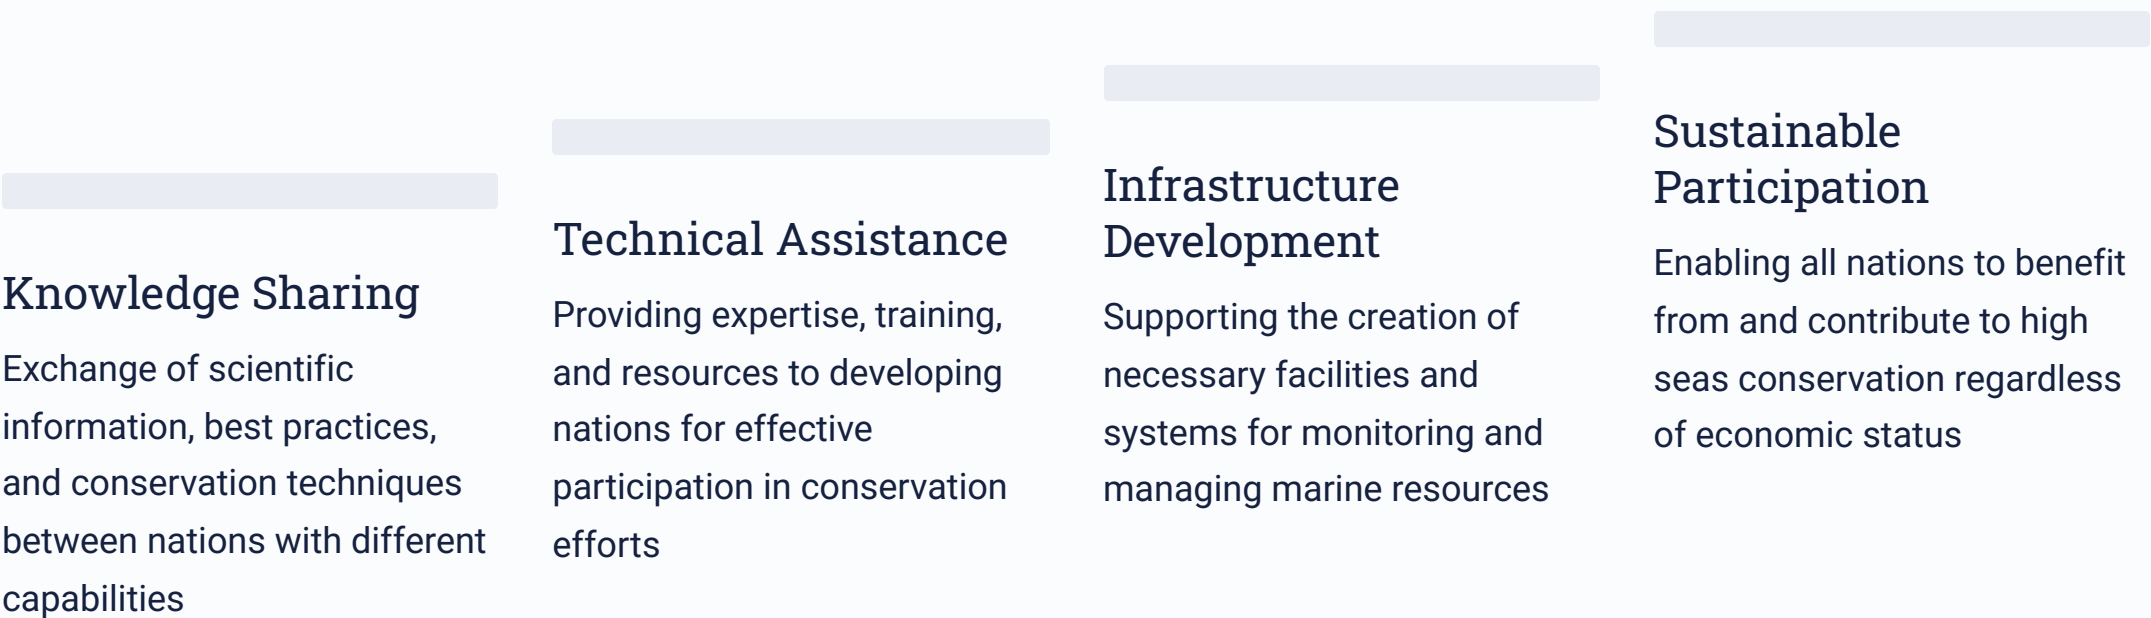 Knowledge Sharing
Exchange of scientific
information, best practices,
and conservation techniques
between nations with different
capabilities
Technical Assistance
Providing expertise, training,
and resources to developing
nations for effective
participation in conservation
efforts
Infrastructure
Development
Supporting the creation of
necessary facilities and
systems for monitoring and
managing marine resources
Sustainable
Participation
Enabling all nations to benefit
from and contribute to high
seas conservation regardless
of economic status